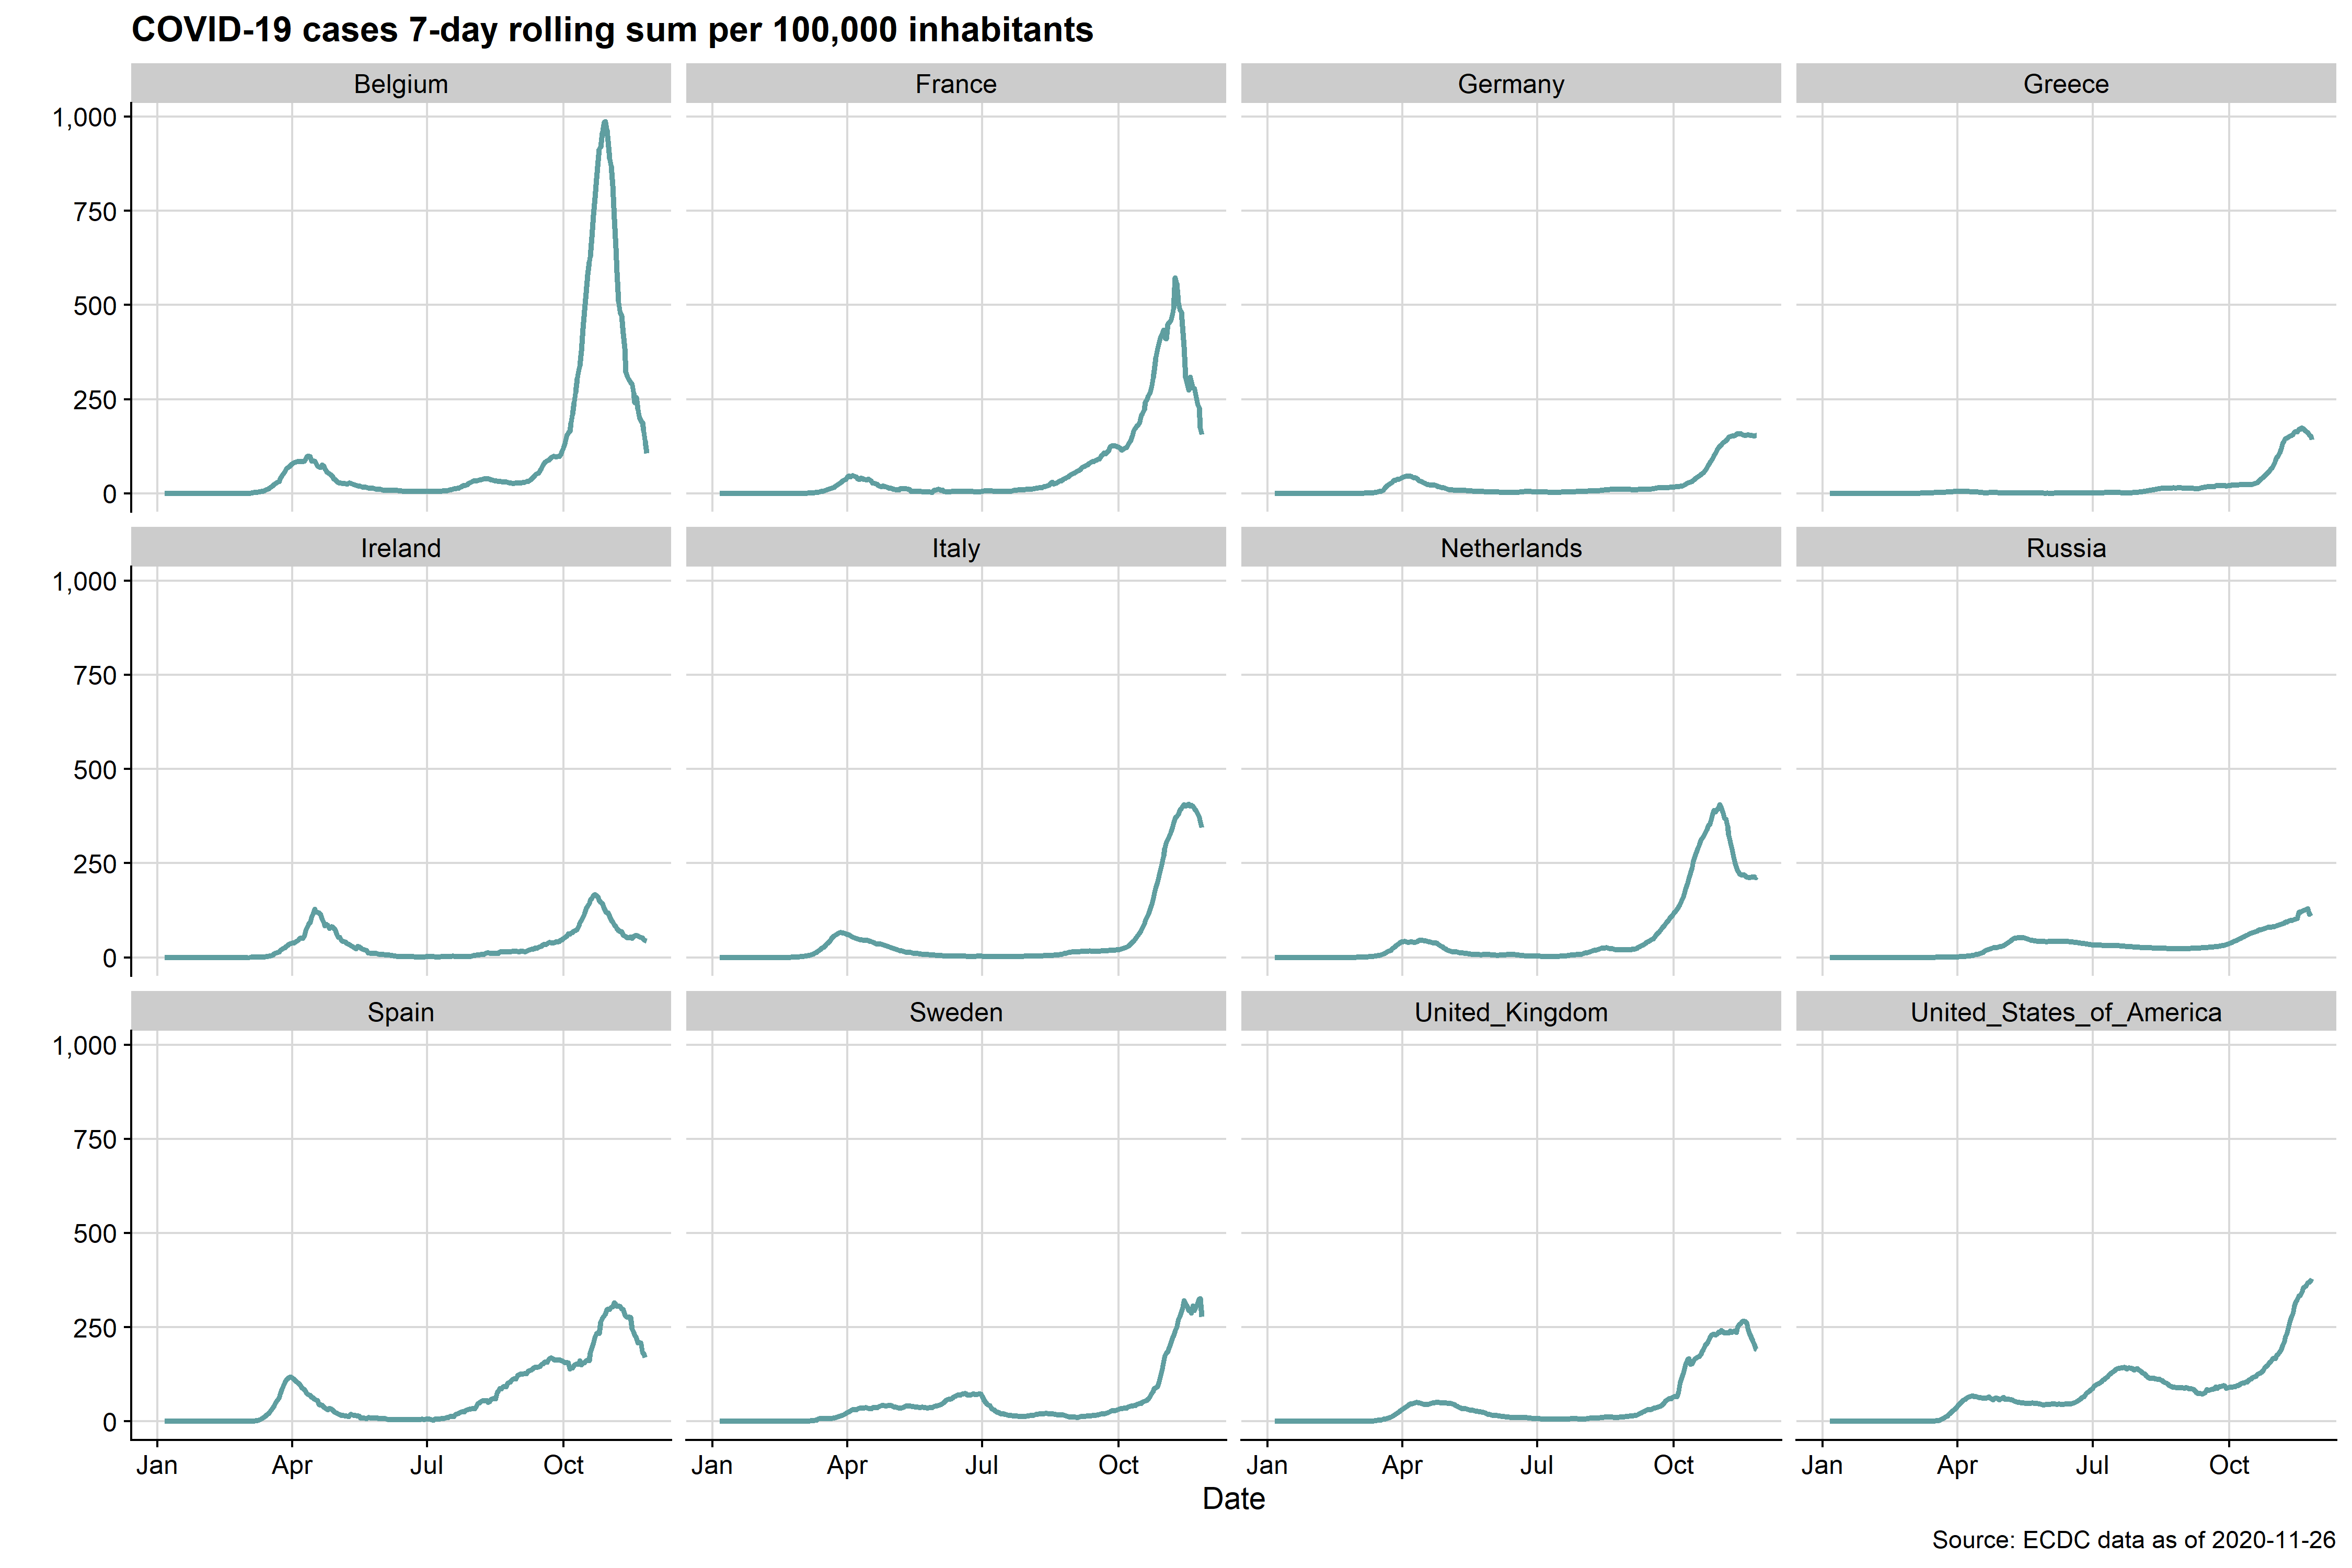 COVID-19 cases 7-day rolling sum per 100,000 inhabitants
Belgium France Germany Greece
1,000
750
500
250
0
Ireland Italy Netherlands Russia
1,000
750
500
250
0
Spain Sweden United_Kingdom United_States_of_America
1,000
750
500
250
0
Jan Apr Jul Oct Jan Apr Jul Oct Jan Apr Jul Oct Jan Apr Jul Oct
Date
Source: ECDC data as of 2020-11-26